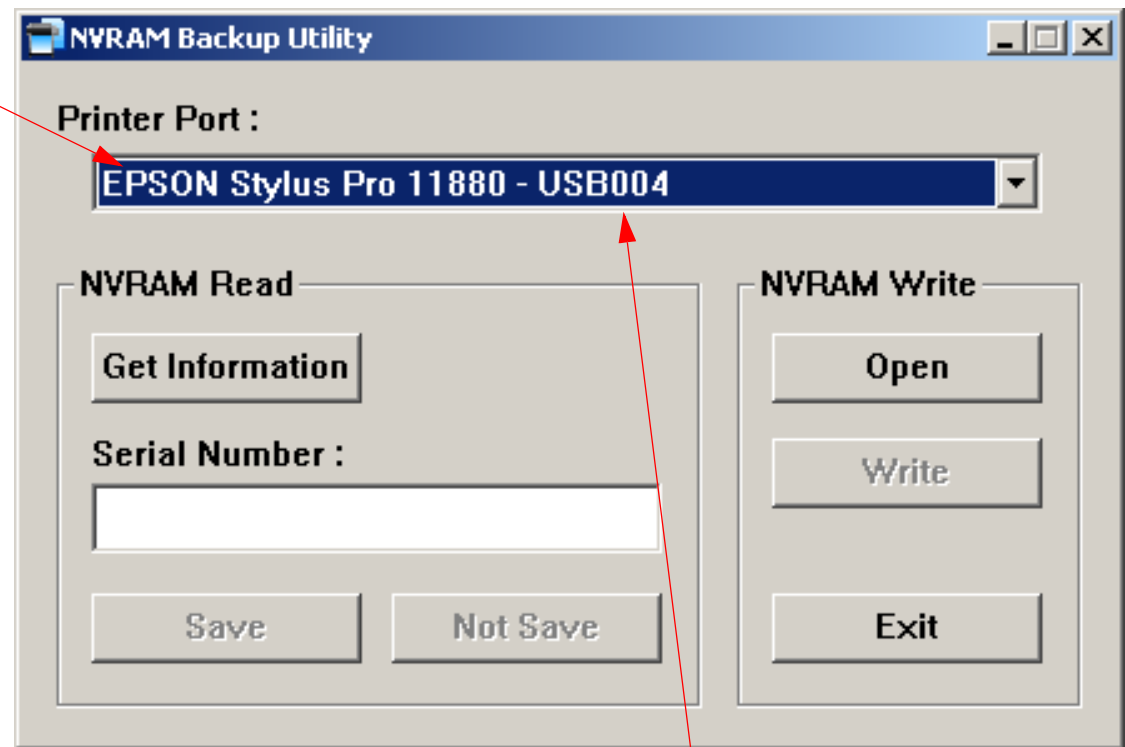 NVRAM Backup Utility
Printer Port :
EPSON Stylus Pro 11880 - USB004
NVRAM Read
Get Information
Serial Number :
Save
Not Save
NVRAM Write
Open
Write
Exit